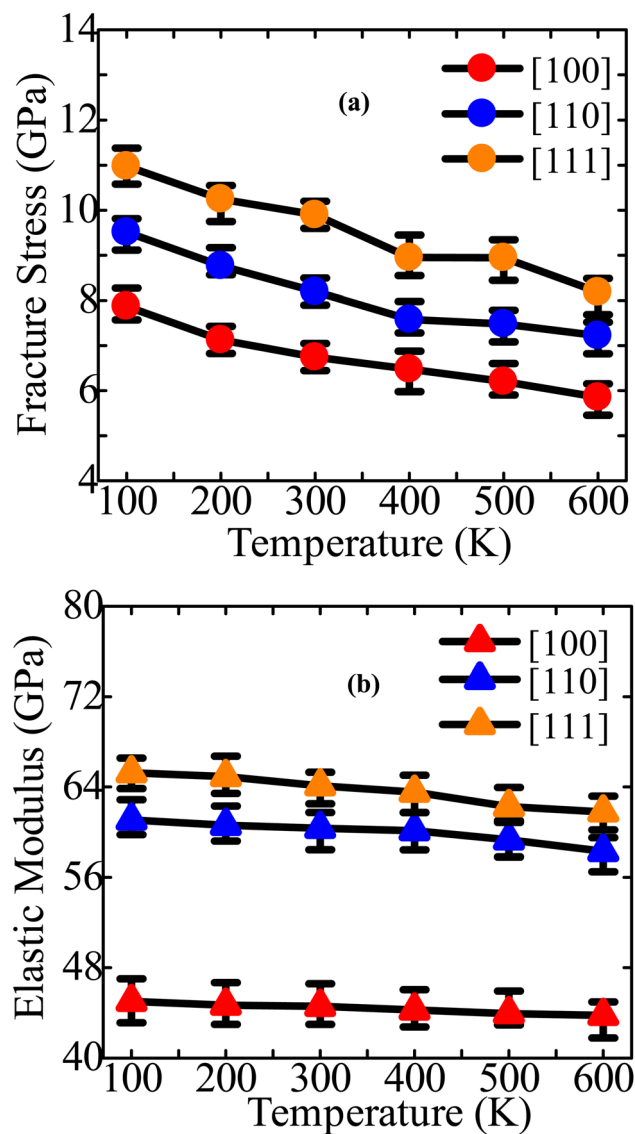 14
12
10
8
6
4
Fracture Stress (GPa)
(a)
[100]
[110]
[111]
100 200 300 400 500 600
Temperature (K)
80
72
64
56
48
40
Elastic Modulus (GPa)
(b)
[100]
[110]
[111]
100 200 300 400 500 600
Temperature (K)